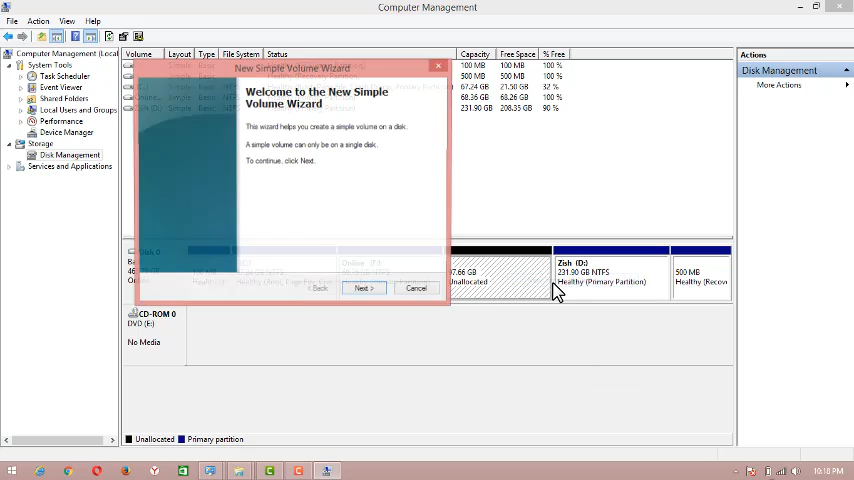 Computer Management
File Action View Help
Computer Management (Local
System Tools
Task Scheduler
Event Viewer
Shared Folders
Local Users and Groups
Performance
Device Manager
Storage
Disk Management
Services and Applications
Volume Layout Type File System Status Capacity Free Space % Free
100 MB 100 MB 100 %
500 MB 500 MB 100 %
67.24 GB 21.50 GB 32 %
68.36 GB 68.26 GB 100 %
231.90 GB 208.35 GB 90 %
New Simple Volume Wizard
Welcome to the New Simple
Volume Wizard
This wizard helps you create a simple volume on a disk.
A simple volume can only be on a single disk.
To continue, click Next.
< Back Next > Cancel
Disk 0
Unallocated
Zish (D:)
231.90 GB NTFS
Healthy (Primary Partition)
500 MB
Healthy (Recov
CD-ROM 0
DVD (E:)
No Media
Unallocated Primary partition
Actions
Disk Management
More Actions
10:18 PM